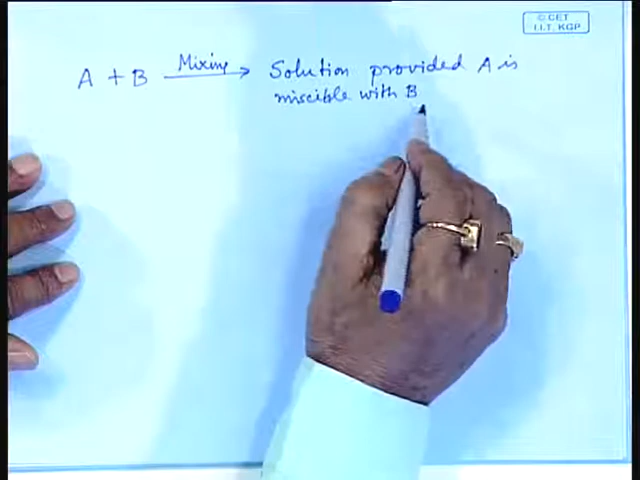 © CET
I.I.T. KGP
A + B Mixing → Solution provided A is
miscible with B